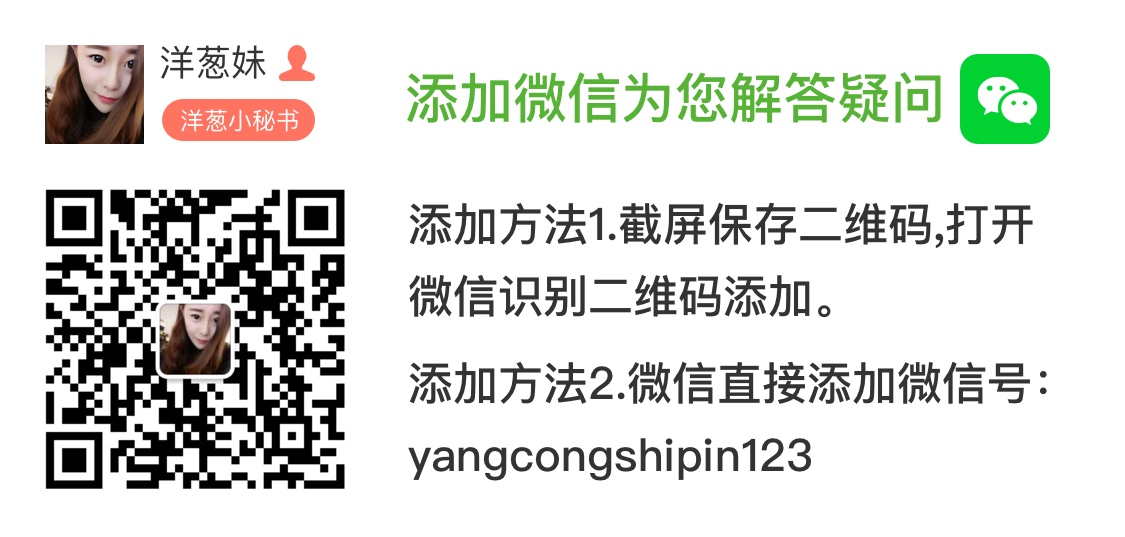 洋葱妹
洋葱小秘书
添加微信为您解答疑问
添加方法1.截屏保存二维码,打开
微信识别二维码添加。
添加方法2.微信直接添加微信号：
yangcongshipin123